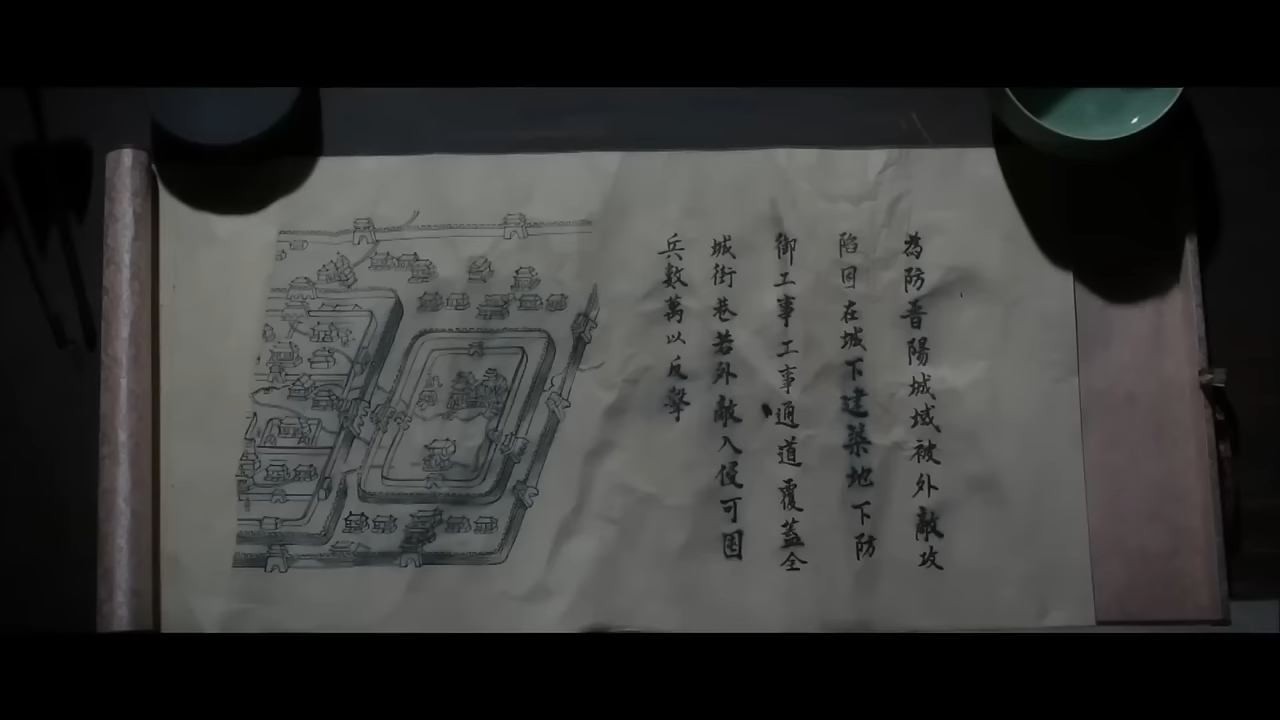 為防晋陽城域被外敵攻
陷因在城下建築地下防
御工事工事通道覆蓋全
城街巷若外敵入侵可囤
兵數萬以反擊